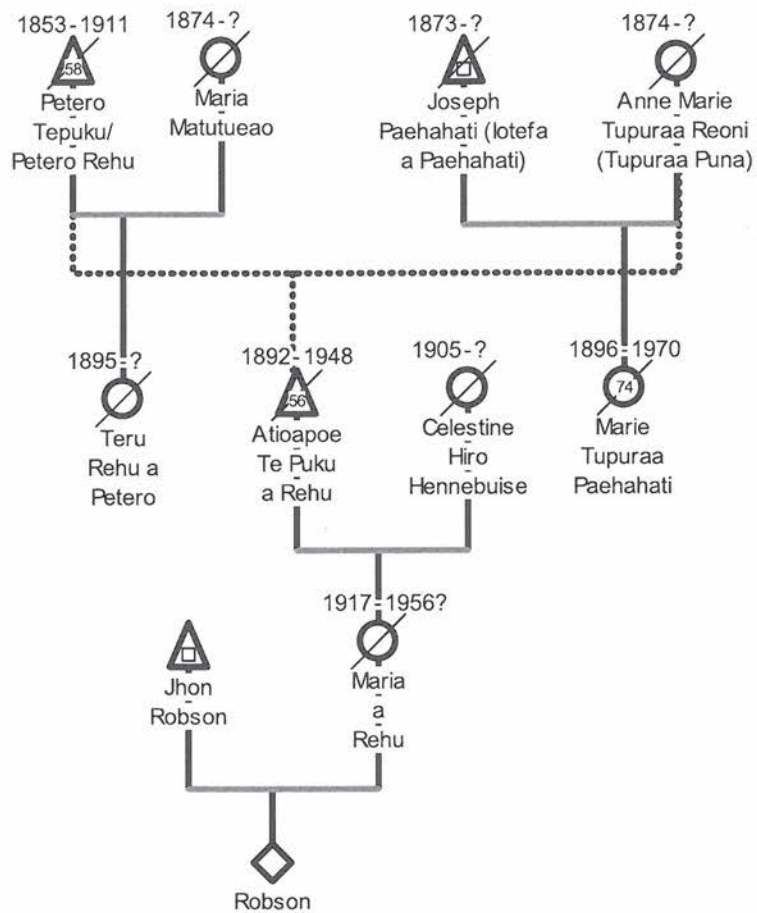 1853-1911
1874-?
1873-?
1874-?
58
Petero
Tepuku/
Petero Rehu
Maria
Matutueao
Joseph
Paehahati (Iotefa
a Paehahati)
Anne Marie
Tupuraa Reoni
(Tupuraa Puna)
1895-?
1892-1948
1905-?
1896-1970
56
74
Teru
Rehu a
Petero
Atioapoe
Te Puku
a Rehu
Celestine
Hiro
Hennebuise
Marie
Tupuraa
Paehahati
1917-1956?
Jhon
Robson
Maria
a
Rehu
Robson